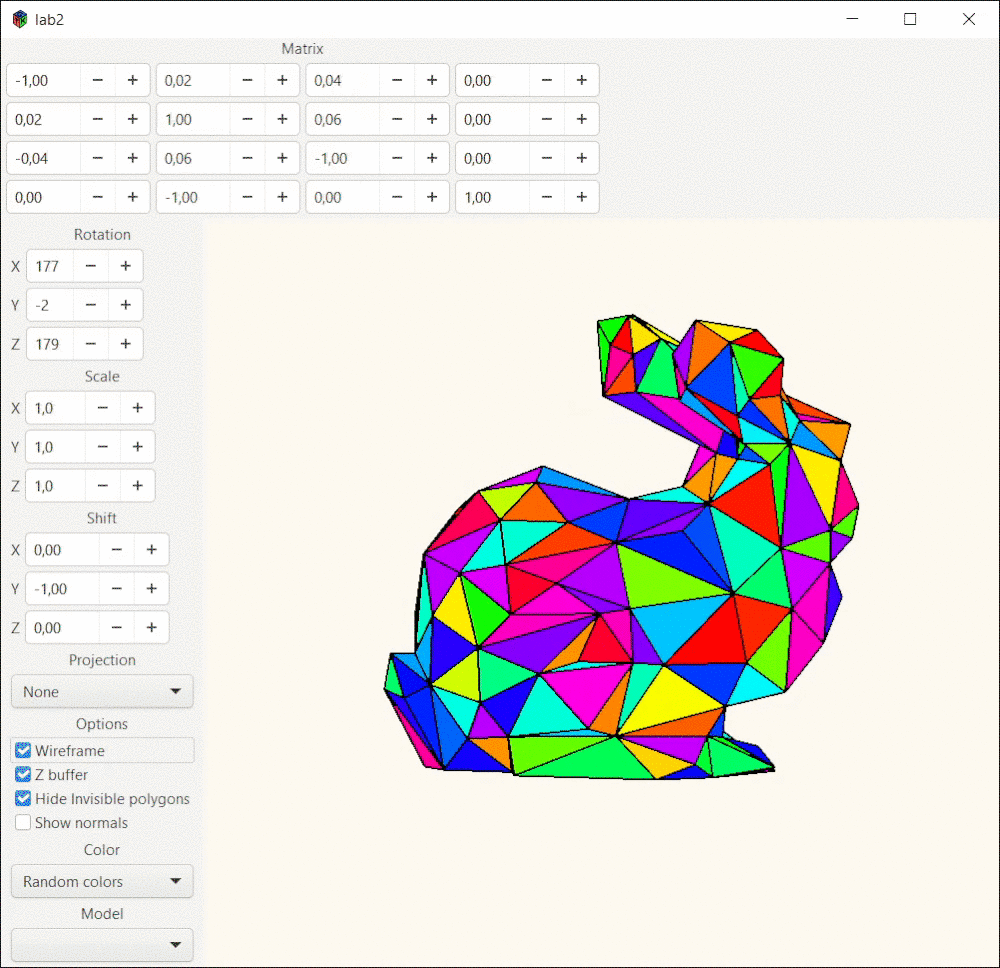 lab2
Matrix
-1,00 − + 0,02 − + 0,04 − + 0,00 − +
0,02 − + 1,00 − + 0,06 − + 0,00 − +
-0,04 − + 0,06 − + -1,00 − + 0,00 − +
0,00 − + -1,00 − + 0,00 − + 1,00 − +
Rotation
X 177 − +
Y -2 − +
Z 179 − +
Scale
X 1,0 − +
Y 1,0 − +
Z 1,0 − +
Shift
X 0,00 − +
Y -1,00 − +
Z 0,00 − +
Projection
None
Options
Wireframe
Z buffer
Hide Invisible polygons
Show normals
Color
Random colors
Model